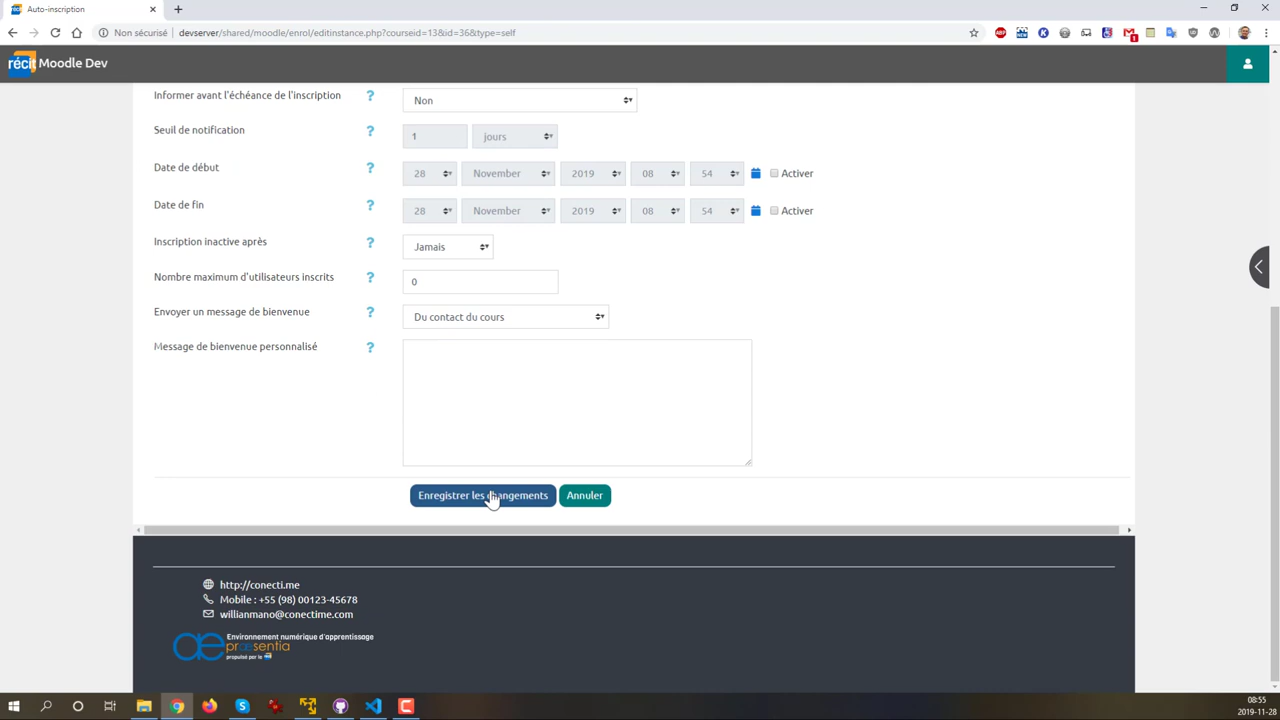 Auto-inscription
Non sécurisé devserver/shared/moodle/enrol/editinstance.php?courseid=13&id=36&type=self
récit Moodle Dev
Informer avant l'échéance de l'inscription ? Non
Seuil de notification ? 1 jours
Date de début ? 28 November 2019 08 54 Activer
Date de fin ? 28 November 2019 08 54 Activer
Inscription inactive après ? Jamais
Nombre maximum d'utilisateurs inscrits ? 0
Envoyer un message de bienvenue ? Du contact du cours
Message de bienvenue personnalisé ?
Enregistrer les changements Annuler
http://conecti.me
Mobile : +55 (98) 00123-45678
willianmano@conectime.com
Environnement numérique d'apprentissage
præsentia
propulsé par le
08:55
2019-11-28